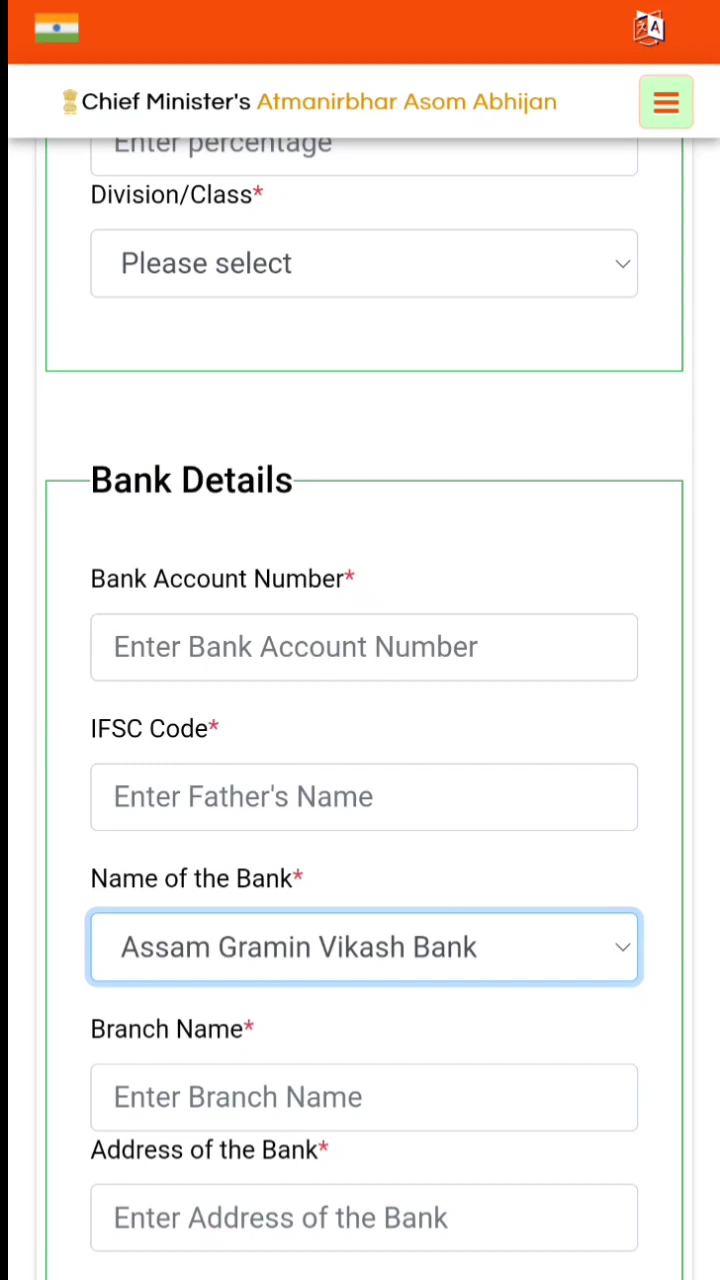 Chief Minister's Atmanirbhar Asom Abhijan
Enter percentage
Division/Class*
Please select
Bank Details
Bank Account Number*
Enter Bank Account Number
IFSC Code*
Enter Father's Name
Name of the Bank*
Assam Gramin Vikash Bank
Branch Name*
Enter Branch Name
Address of the Bank*
Enter Address of the Bank